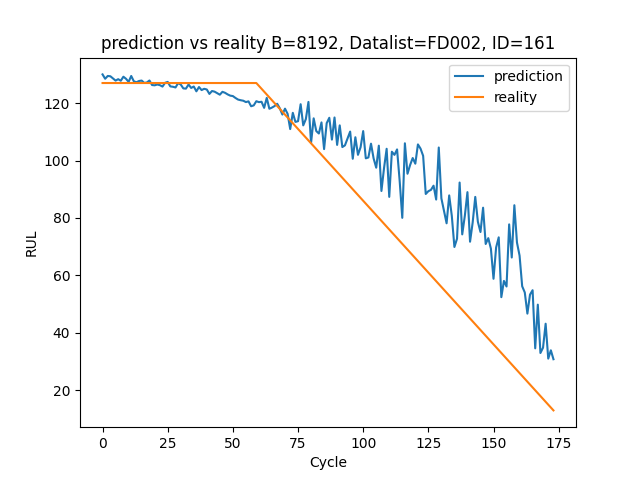 prediction vs reality B=8192, Datalist=FD002, ID=161
prediction
reality
RUL
120
100
80
60
40
20
0 25 50 75 100 125 150 175
Cycle